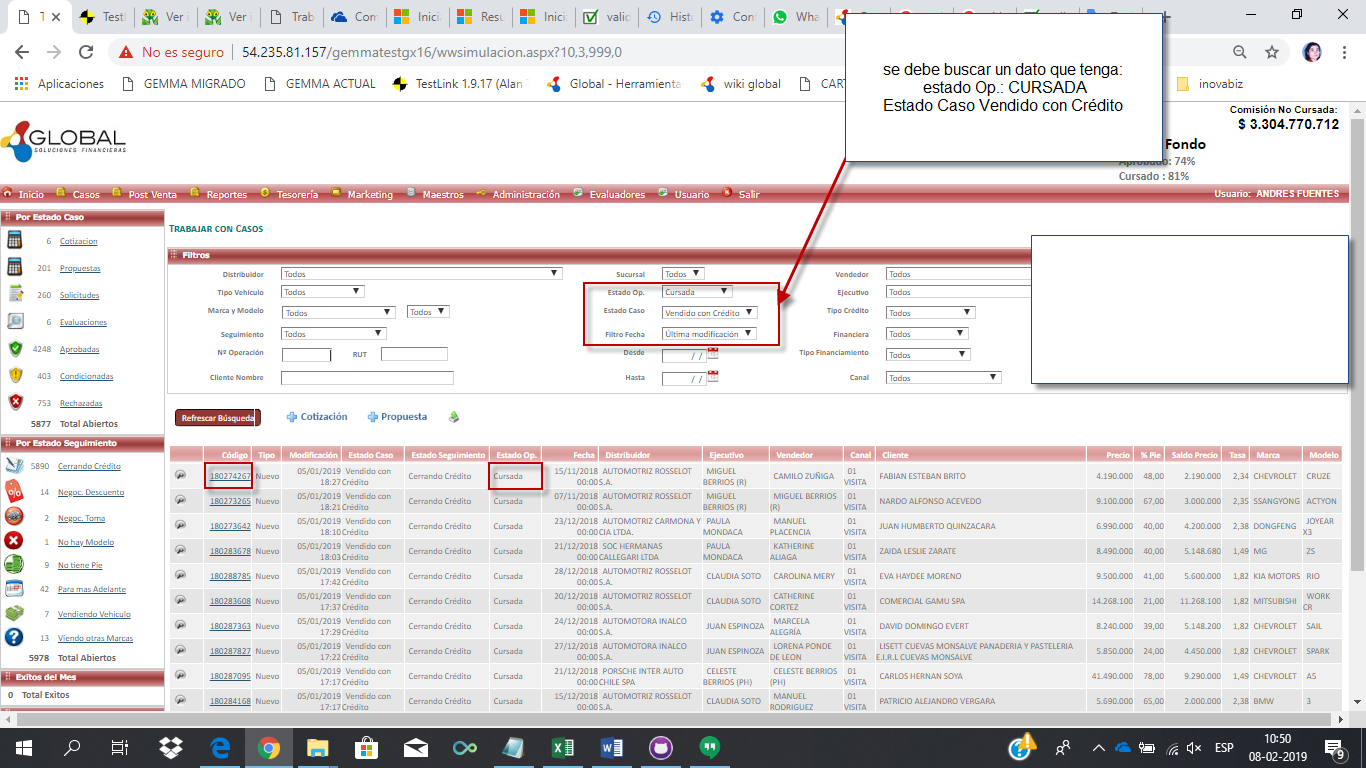 T
Test
Ver
Ver
Trab
Com
Inici
Resu
Inici
valid
Histo
Conf
Wha
No es seguro
54.235.81.157/gemmatestgx16/wwsimulacion.aspx?10,3,999,0
Aplicaciones
GEMMA MIGRADO
GEMMA ACTUAL
TestLink 1.9.17 (Alan
Global - Herramienta
wiki global
CART
inovabiz
se debe buscar un dato que tenga:
estado Op.: CURSADA
Estado Caso Vendido con Crédito
GLOBAL
SOLUCIONES FINANCIERAS
Comisión No Cursada:
$ 3.304.770.712
Fondo
Aprobado: 74%
Cursado : 81%
Inicio Casos Post Venta Reportes Tesorería Marketing Maestros Administración Evaluadores Usuario Salir Usuario: ANDRES FUENTES
Por Estado Caso
6 Cotizacion
201 Propuestas
260 Solicitudes
6 Evaluaciones
4248 Aprobadas
403 Condicionadas
753 Rechazadas
5877 Total Abiertos
Por Estado Seguimiento
5890 Cerrando Crédito
14 Negoc. Descuento
2 Negoc. Toma
1 No hay Modelo
9 No tiene Pie
42 Para mas Adelante
7 Vendiendo Vehiculo
13 Viendo otras Marcas
5978 Total Abiertos
Exitos del Mes
0 Total Exitos
TRABAJAR CON CASOS
Filtros
Distribuidor Todos Sucursal Todos Vendedor Todos
Tipo Vehículo Todos Estado Op. Cursada Ejecutivo Todos
Marca y Modelo Todos Todos Estado Caso Vendido con Crédito Tipo Crédito Todos
Seguimiento Todos Filtro Fecha Última modificación Financiera Todos
Nº Operación RUT Desde / / Tipo Financiamiento Todos
Cliente Nombre Hasta / / Canal Todos
Refrescar Búsqueda Cotización Propuesta
Código Tipo Modificación Estado Caso Estado Seguimiento Estado Op. Fecha Distribuidor Ejecutivo Vendedor Canal Cliente Precio % Pie Saldo Precio Tasa Marca Modelo
180274267 Nuevo 05/01/2019 18:27 Vendido con Crédito Cerrando Crédito Cursada 15/11/2018 00:00 AUTOMOTRIZ ROSSELOT S.A. MIGUEL BERRIOS (R) CAMILO ZUÑIGA 01 VISITA FABIAN ESTEBAN BRITO 4.190.000 48,00 2.190.000 2,34 CHEVROLET CRUZE
180273265 Nuevo 05/01/2019 18:21 Vendido con Crédito Cerrando Crédito Cursada 07/11/2018 00:00 AUTOMOTRIZ ROSSELOT S.A. MIGUEL BERRIOS (R) MIGUEL BERRIOS (R) 01 VISITA NARDO ALFONSO ACEVEDO 9.100.000 67,00 3.000.000 2,35 SSANGYONG ACTYON
180273642 Nuevo 05/01/2019 18:10 Vendido con Crédito Cerrando Crédito Cursada 23/12/2018 00:00 AUTOMOTRIZ CARMONA Y CIA LTDA. PAULA MONDACA MANUEL PLACENCIA 01 VISITA JUAN HUMBERTO QUINZACARA 6.990.000 40,00 4.200.000 2,38 DONGFENG JOYEAR X3
180283678 Nuevo 05/01/2019 18:03 Vendido con Crédito Cerrando Crédito Cursada 21/12/2018 00:00 SOC HERMANAS CALLEGARI LTDA PAULA MONDACA KATHERINE ALIAGA 01 VISITA ZAIDA LESLIE ZARATE 8.490.000 40,00 5.148.680 1,49 MG ZS
180288785 Nuevo 05/01/2019 17:42 Vendido con Crédito Cerrando Crédito Cursada 28/12/2018 00:00 AUTOMOTRIZ ROSSELOT S.A. CLAUDIA SOTO CAROLINA MERY 01 VISITA EVA HAYDEE MORENO 9.500.000 41,00 5.600.000 1,82 KIA MOTORS RIO
180283608 Nuevo 05/01/2019 17:37 Vendido con Crédito Cerrando Crédito Cursada 20/12/2018 00:00 AUTOMOTRIZ ROSSELOT S.A. CLAUDIA SOTO CATHERINE CORTEZ 01 VISITA COMERCIAL GAMU SPA 14.268.100 21,00 11.268.100 1,82 MITSUBISHI WORK CR
180287363 Nuevo 05/01/2019 17:29 Vendido con Crédito Cerrando Crédito Cursada 24/12/2018 00:00 AUTOMOTORA INALCO S.A. JUAN ESPINOZA MARCELA ALEGRÍA 01 VISITA DAVID DOMINGO EVERT 8.240.000 39,00 5.148.200 1,82 CHEVROLET SAIL
180287827 Nuevo 05/01/2019 17:22 Vendido con Crédito Cerrando Crédito Cursada 27/12/2018 00:00 AUTOMOTORA INALCO S.A. JUAN ESPINOZA LORENA PONDE DE LEON 01 VISITA LISETT CUEVAS MONSALVE PANADERIA Y PASTELERIA E.I.R.L CUEVAS MONSALVE 5.850.000 24,00 4.450.000 1,82 CHEVROLET SPARK
180287095 Nuevo 05/01/2019 17:17 Vendido con Crédito Cerrando Crédito Cursada 21/12/2018 00:00 PORSCHE INTER AUTO CHILE SPA CELESTE BERRIOS (PH) CELESTE BERRIOS (PH) 01 VISITA CARLOS HERNAN SOYA 41.490.000 78,00 9.290.000 1,49 CHEVROLET A5
180284168 Nuevo 05/01/2019 17:17 Vendido con Crédito Cerrando Crédito Cursada 15/12/2018 00:00 AUTOMOTRIZ ROSSELOT S.A. CLAUDIA SOTO MANUEL RODRIGUEZ 01 VISITA PATRICIO ALEJANDRO VERGARA 5.690.000 65,00 2.000.000 2,38 BMW 3
ESP
10:50
08-02-2019
9